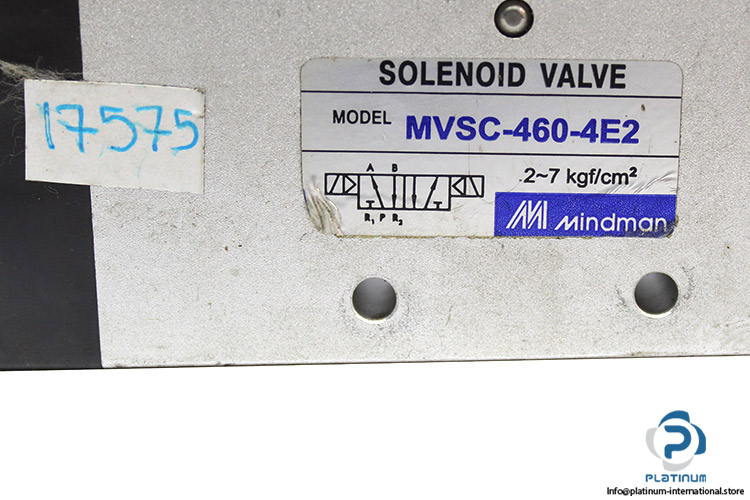 17575
SOLENOID VALVE
MODEL MVSC-460-4E2
A B
R1 P R2
2~7 kgf/cm²
Mindman
PLATINUM
Info@platinum-international.store